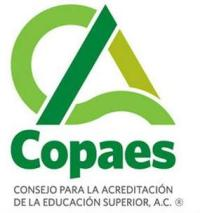 Copaes
CONSEJO PARA LA ACREDITACIÓN
DE LA EDUCACIÓN SUPERIOR, A.C. ®